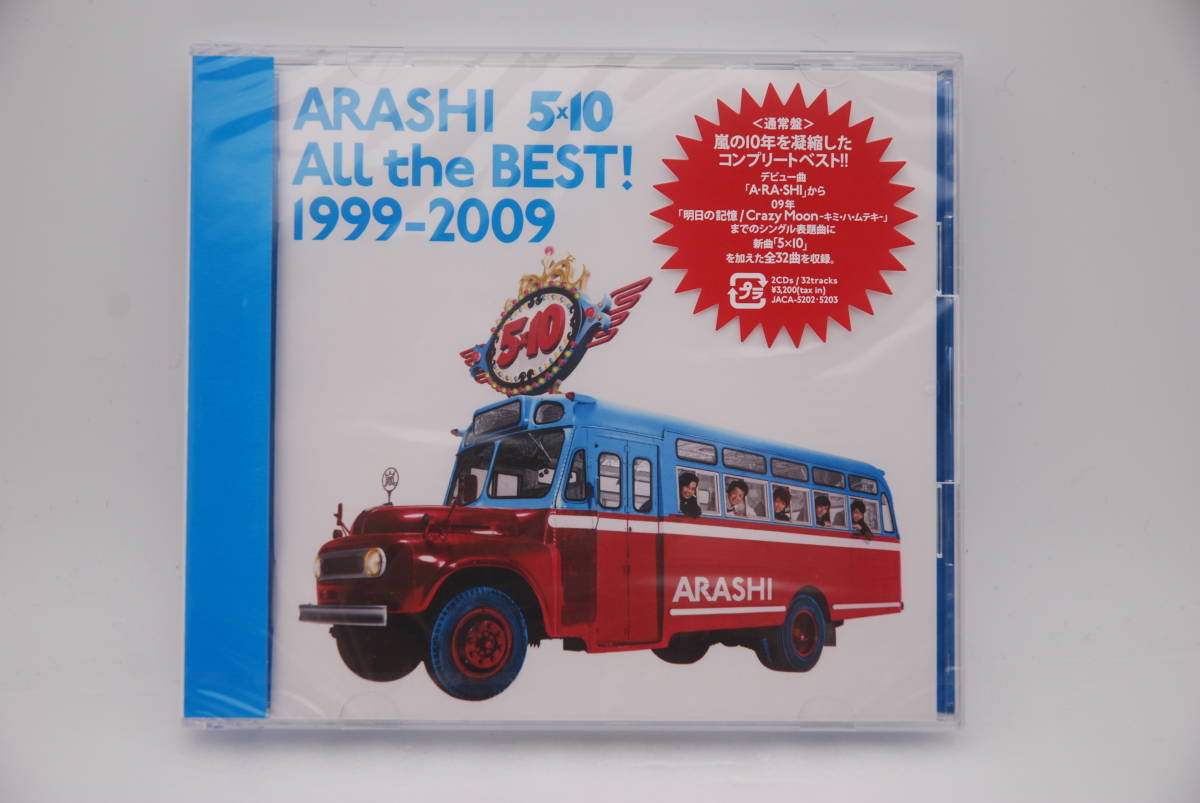 ARASHI 5×10
All the BEST!
1999-2009
<通常盤>
嵐の10年を凝縮した
コンプリートベスト!!
デビュー曲
「A・RA・SHI」から
09年
「明日の記憶/Crazy Moon-キミ・ハ・ムテキ-」
までのシングル表題曲に
新曲「5×10」
を加えた全32曲を収録。
プラ
2CDs / 32tracks
¥3,200(tax in)
JACA-5202・5203
5×10
嵐
ARASHI